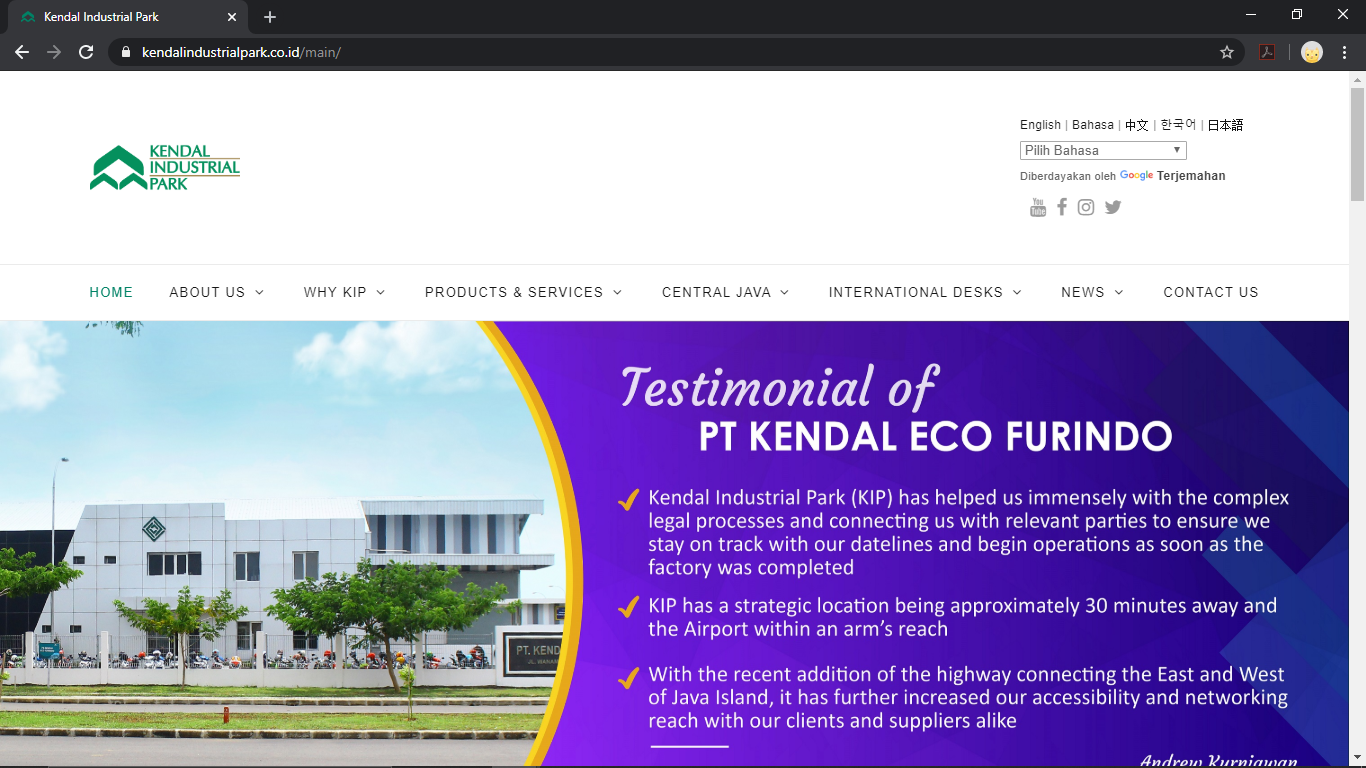 Kendal Industrial Park
kendalindustrialpark.co.id/main/
English | Bahasa | 中文 | 한국어 | 日本語
Pilih Bahasa
Diberdayakan oleh Google Terjemahan
You
Tube
KENDAL
INDUSTRIAL
PARK
HOME ABOUT US WHY KIP PRODUCTS & SERVICES CENTRAL JAVA INTERNATIONAL DESKS NEWS CONTACT US
Testimonial of
PT KENDAL ECO FURINDO
Kendal Industrial Park (KIP) has helped us immensely with the complex
legal processes and connecting us with relevant parties to ensure we
stay on track with our datelines and begin operations as soon as the
factory was completed
KIP has a strategic location being approximately 30 minutes away and
the Airport within an arm's reach
With the recent addition of the highway connecting the East and West
of Java Island, it has further increased our accessibility and networking
reach with our clients and suppliers alike
Andrew Kurniawan
PT. KEND